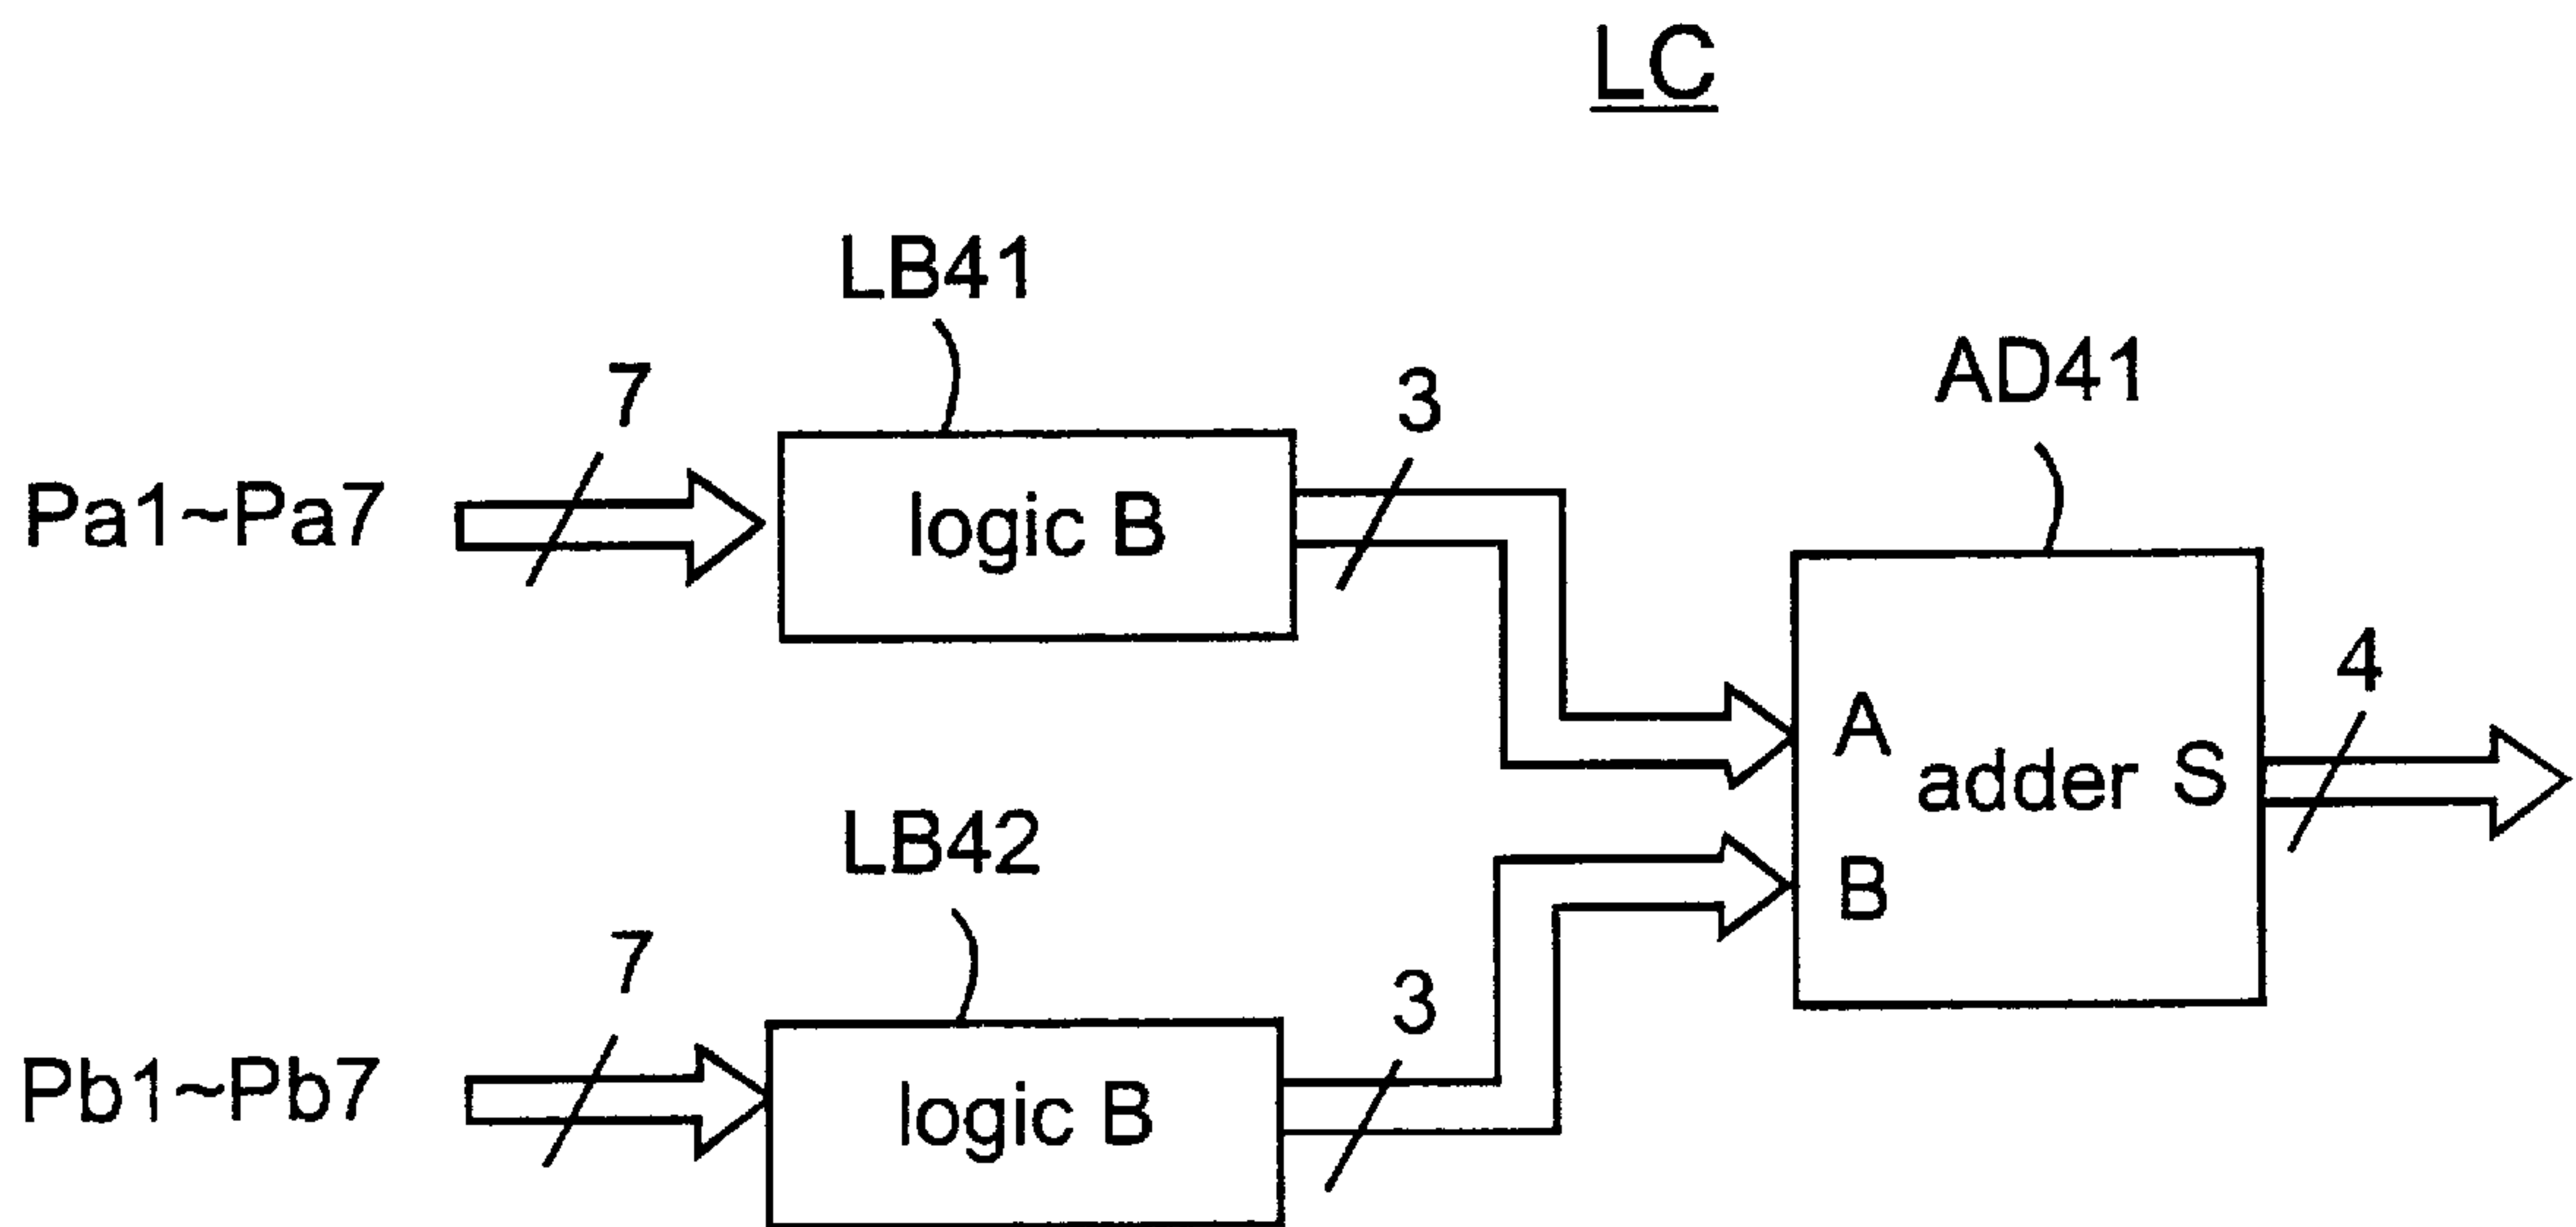 LC
LB41
7
3
AD41
Pa1~Pa7
logic B
4
A
adder S
B
LB42
7
3
Pb1~Pb7
logic B